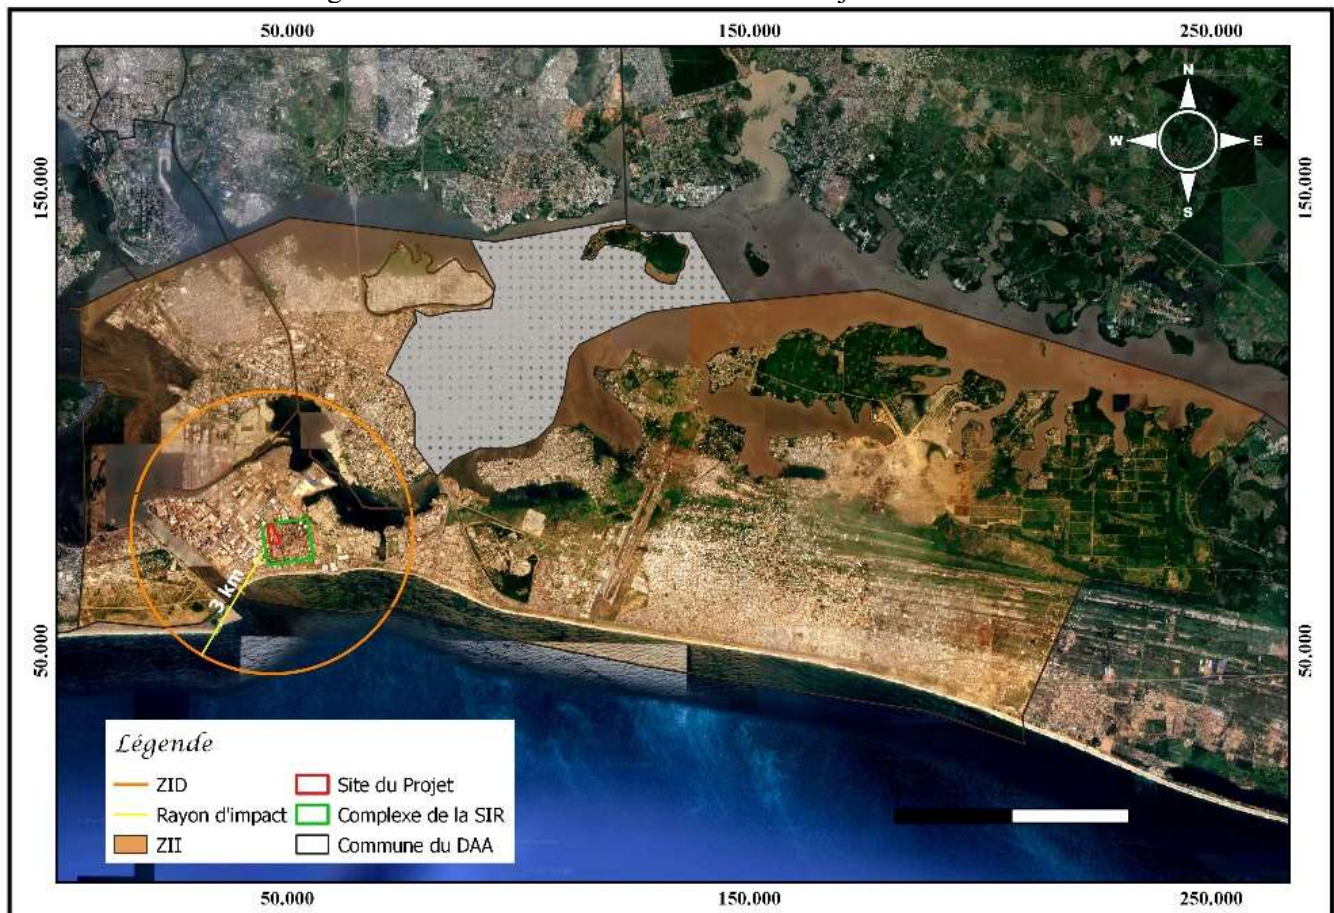 50.000 150.000 250.000
N
W E
S
150.000 150.000
3 km
50.000 50.000
Légende
ZID
Rayon d'impact
ZII
Site du Projet
Complexe de la SIR
Commune du DAA
50.000 150.000 250.000